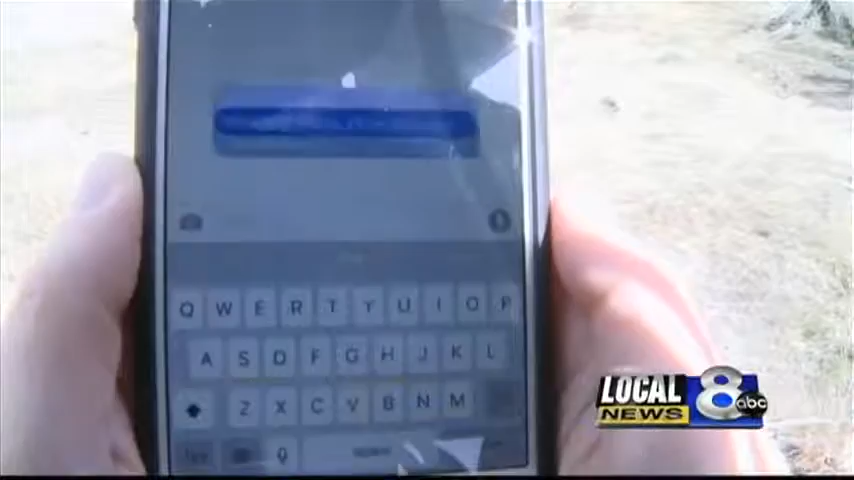 Q W E R T Y U I O P
A S D F G H J K L
Z X C V B N M
LOCAL
NEWS
8
abc